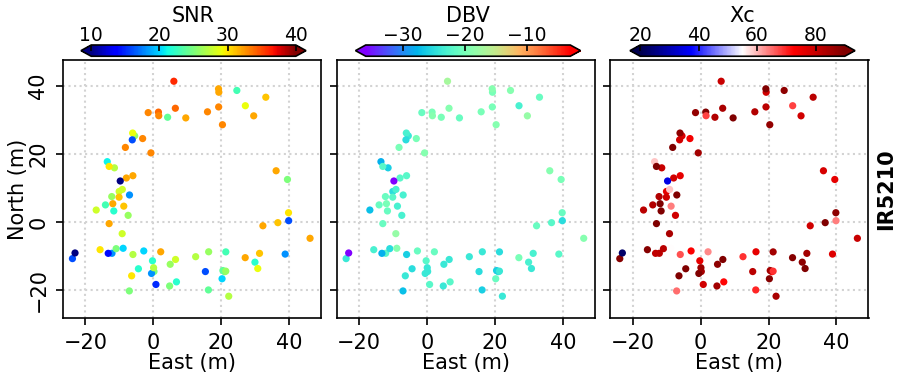 SNR DBV Xc
10 20 30 40 −30 −20 −10 20 40 60 80
North (m)
40
20
0
−20
−20 0 20 40 −20 0 20 40 −20 0 20 40
East (m) East (m) East (m)
IR5210